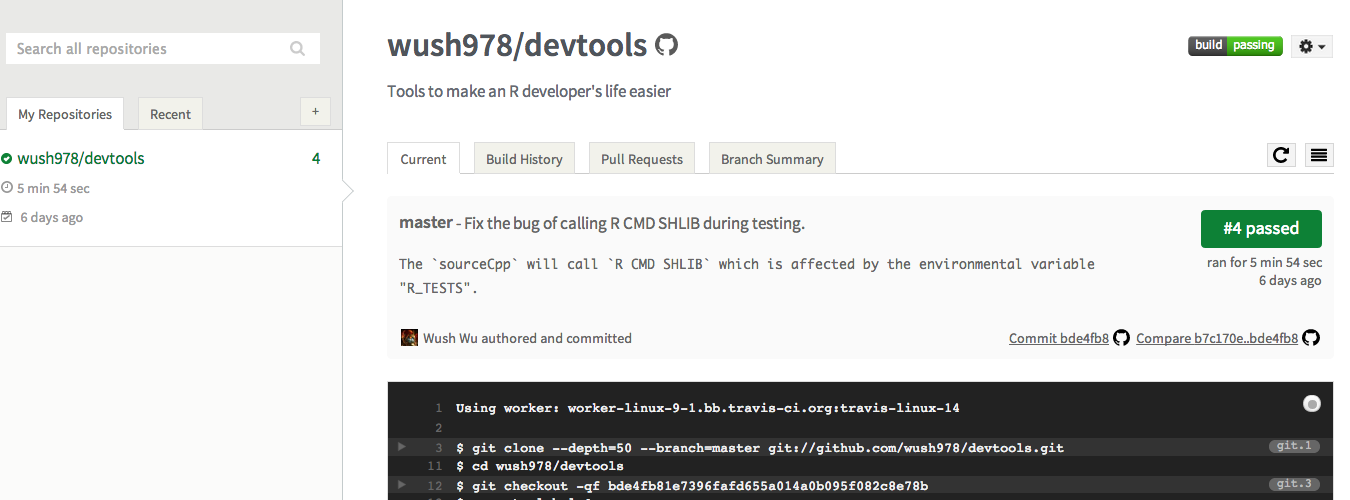 Search all repositories
My Repositories
Recent
+
wush978/devtools
4
5 min 54 sec
6 days ago
wush978/devtools
build passing
Tools to make an R developer's life easier
Current
Build History
Pull Requests
Branch Summary
master - Fix the bug of calling R CMD SHLIB during testing.
#4 passed
The `sourceCpp` will call `R CMD SHLIB` which is affected by the environmental variable
"R_TESTS".
ran for 5 min 54 sec
6 days ago
Wush Wu authored and committed
Commit bde4fb8
Compare b7c170e..bde4fb8
1 Using worker: worker-linux-9-1.bb.travis-ci.org:travis-linux-14
2
3 $ git clone --depth=50 --branch=master git://github.com/wush978/devtools.git
git.1
11 $ cd wush978/devtools
12 $ git checkout -qf bde4fb81e7396fafd655a014a0b095f082c8e78b
git.3